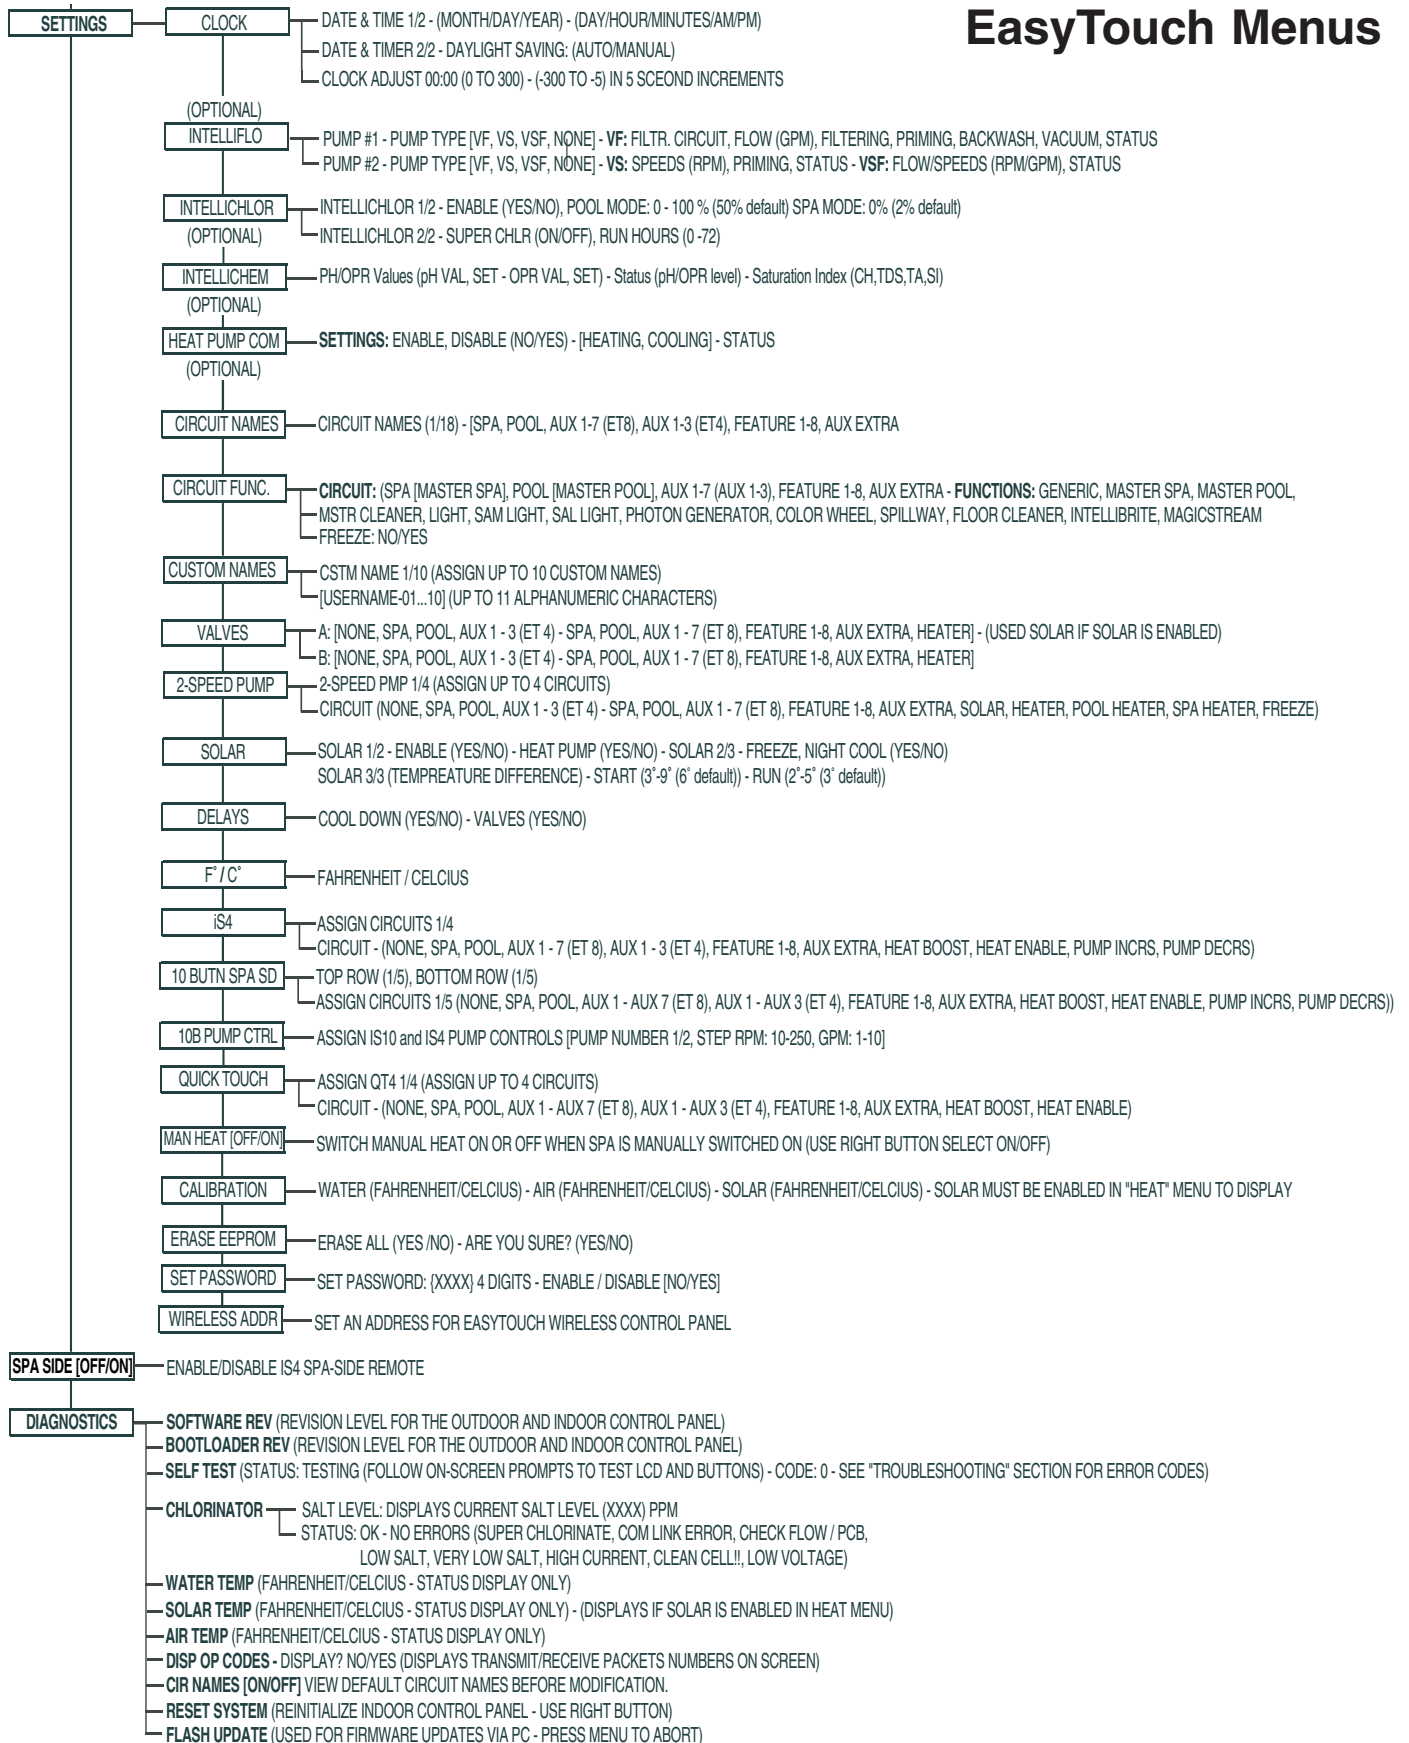 EasyTouch Menus
SETTINGS
CLOCK
DATE & TIME 1/2 - (MONTH/DAY/YEAR) - (DAY/HOUR/MINUTES/AM/PM)
DATE & TIMER 2/2 - DAYLIGHT SAVING: (AUTO/MANUAL)
CLOCK ADJUST 00:00 (0 TO 300) - (-300 TO -5) IN 5 SCEOND INCREMENTS
(OPTIONAL)
INTELLIFLO
PUMP #1 - PUMP TYPE [VF, VS, VSF, NONE] - VF: FILTR. CIRCUIT, FLOW (GPM), FILTERING, PRIMING, BACKWASH, VACUUM, STATUS
PUMP #2 - PUMP TYPE [VF, VS, VSF, NONE] - VS: SPEEDS (RPM), PRIMING, STATUS - VSF: FLOW/SPEEDS (RPM/GPM), STATUS
INTELLICHLOR
INTELLICHLOR 1/2 - ENABLE (YES/NO), POOL MODE: 0 - 100 % (50% default) SPA MODE: 0% (2% default)
(OPTIONAL)
INTELLICHLOR 2/2 - SUPER CHLR (ON/OFF), RUN HOURS (0 -72)
INTELLICHEM
PH/OPR Values (pH VAL, SET - OPR VAL, SET) - Status (pH/OPR level) - Saturation Index (CH,TDS,TA,SI)
(OPTIONAL)
HEAT PUMP COM
SETTINGS: ENABLE, DISABLE (NO/YES) - [HEATING, COOLING] - STATUS
(OPTIONAL)
CIRCUIT NAMES
CIRCUIT NAMES (1/18) - [SPA, POOL, AUX 1-7 (ET8), AUX 1-3 (ET4), FEATURE 1-8, AUX EXTRA
CIRCUIT FUNC.
CIRCUIT: (SPA [MASTER SPA], POOL [MASTER POOL], AUX 1-7 (AUX 1-3), FEATURE 1-8, AUX EXTRA - FUNCTIONS: GENERIC, MASTER SPA, MASTER POOL,
MSTR CLEANER, LIGHT, SAM LIGHT, SAL LIGHT, PHOTON GENERATOR, COLOR WHEEL, SPILLWAY, FLOOR CLEANER, INTELLIBRITE, MAGICSTREAM
FREEZE: NO/YES
CUSTOM NAMES
CSTM NAME 1/10 (ASSIGN UP TO 10 CUSTOM NAMES)
[USERNAME-01...10] (UP TO 11 ALPHANUMERIC CHARACTERS)
VALVES
A: [NONE, SPA, POOL, AUX 1 - 3 (ET 4) - SPA, POOL, AUX 1 - 7 (ET 8), FEATURE 1-8, AUX EXTRA, HEATER] - (USED SOLAR IF SOLAR IS ENABLED)
B: [NONE, SPA, POOL, AUX 1 - 3 (ET 4) - SPA, POOL, AUX 1 - 7 (ET 8), FEATURE 1-8, AUX EXTRA, HEATER]
2-SPEED PUMP
2-SPEED PMP 1/4 (ASSIGN UP TO 4 CIRCUITS)
CIRCUIT (NONE, SPA, POOL, AUX 1 - 3 (ET 4) - SPA, POOL, AUX 1 - 7 (ET 8), FEATURE 1-8, AUX EXTRA, SOLAR, HEATER, POOL HEATER, SPA HEATER, FREEZE)
SOLAR
SOLAR 1/2 - ENABLE (YES/NO) - HEAT PUMP (YES/NO) - SOLAR 2/3 - FREEZE, NIGHT COOL (YES/NO)
SOLAR 3/3 (TEMPREATURE DIFFERENCE) - START (3˚-9˚ (6˚ default)) - RUN (2˚-5˚ (3˚ default))
DELAYS
COOL DOWN (YES/NO) - VALVES (YES/NO)
F˚ / C˚
FAHRENHEIT / CELCIUS
iS4
ASSIGN CIRCUITS 1/4
CIRCUIT - (NONE, SPA, POOL, AUX 1 - 7 (ET 8), AUX 1 - 3 (ET 4), FEATURE 1-8, AUX EXTRA, HEAT BOOST, HEAT ENABLE, PUMP INCRS, PUMP DECRS)
10 BUTN SPA SD
TOP ROW (1/5), BOTTOM ROW (1/5)
ASSIGN CIRCUITS 1/5 (NONE, SPA, POOL, AUX 1 - AUX 7 (ET 8), AUX 1 - AUX 3 (ET 4), FEATURE 1-8, AUX EXTRA, HEAT BOOST, HEAT ENABLE, PUMP INCRS, PUMP DECRS))
10B PUMP CTRL
ASSIGN IS10 and IS4 PUMP CONTROLS [PUMP NUMBER 1/2, STEP RPM: 10-250, GPM: 1-10]
QUICK TOUCH
ASSIGN QT4 1/4 (ASSIGN UP TO 4 CIRCUITS)
CIRCUIT - (NONE, SPA, POOL, AUX 1 - AUX 7 (ET 8), AUX 1 - AUX 3 (ET 4), FEATURE 1-8, AUX EXTRA, HEAT BOOST, HEAT ENABLE)
MAN HEAT [OFF/ON]
SWITCH MANUAL HEAT ON OR OFF WHEN SPA IS MANUALLY SWITCHED ON (USE RIGHT BUTTON SELECT ON/OFF)
CALIBRATION
WATER (FAHRENHEIT/CELCIUS) - AIR (FAHRENHEIT/CELCIUS) - SOLAR (FAHRENHEIT/CELCIUS) - SOLAR MUST BE ENABLED IN "HEAT" MENU TO DISPLAY
ERASE EEPROM
ERASE ALL (YES /NO) - ARE YOU SURE? (YES/NO)
SET PASSWORD
SET PASSWORD: {XXXX} 4 DIGITS - ENABLE / DISABLE [NO/YES]
WIRELESS ADDR
SET AN ADDRESS FOR EASYTOUCH WIRELESS CONTROL PANEL
SPA SIDE [OFF/ON]
ENABLE/DISABLE IS4 SPA-SIDE REMOTE
DIAGNOSTICS
SOFTWARE REV (REVISION LEVEL FOR THE OUTDOOR AND INDOOR CONTROL PANEL)
BOOTLOADER REV (REVISION LEVEL FOR THE OUTDOOR AND INDOOR CONTROL PANEL)
SELF TEST (STATUS: TESTING (FOLLOW ON-SCREEN PROMPTS TO TEST LCD AND BUTTONS) - CODE: 0 - SEE "TROUBLESHOOTING" SECTION FOR ERROR CODES)
CHLORINATOR
SALT LEVEL: DISPLAYS CURRENT SALT LEVEL (XXXX) PPM
STATUS: OK - NO ERRORS (SUPER CHLORINATE, COM LINK ERROR, CHECK FLOW / PCB,
LOW SALT, VERY LOW SALT, HIGH CURRENT, CLEAN CELL!!, LOW VOLTAGE)
WATER TEMP (FAHRENHEIT/CELCIUS - STATUS DISPLAY ONLY)
SOLAR TEMP (FAHRENHEIT/CELCIUS - STATUS DISPLAY ONLY) - (DISPLAYS IF SOLAR IS ENABLED IN HEAT MENU)
AIR TEMP (FAHRENHEIT/CELCIUS - STATUS DISPLAY ONLY)
DISP OP CODES - DISPLAY? NO/YES (DISPLAYS TRANSMIT/RECEIVE PACKETS NUMBERS ON SCREEN)
CIR NAMES [ON/OFF] VIEW DEFAULT CIRCUIT NAMES BEFORE MODIFICATION.
RESET SYSTEM (REINITIALIZE INDOOR CONTROL PANEL - USE RIGHT BUTTON)
FLASH UPDATE (USED FOR FIRMWARE UPDATES VIA PC - PRESS MENU TO ABORT)